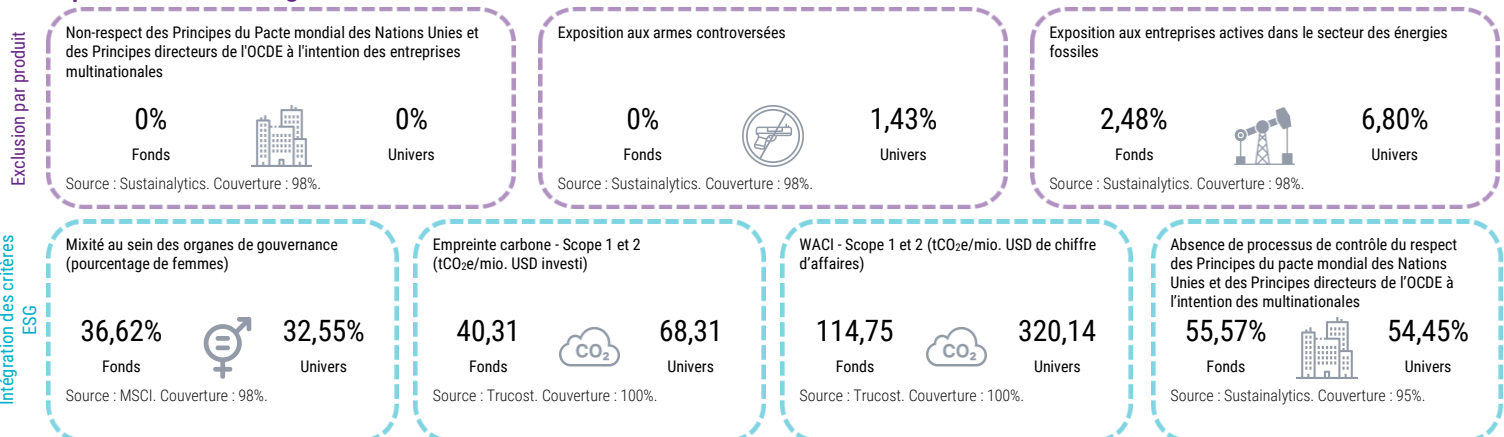 Exclusion par produit
Non-respect des Principes du Pacte mondial des Nations Unies et
des Principes directeurs de l'OCDE à l'intention des entreprises
multinationales
0%
Fonds
0%
Univers
Source : Sustainalytics. Couverture : 98%.
Exposition aux armes controversées
0%
Fonds
1,43%
Univers
Source : Sustainalytics. Couverture : 98%.
Exposition aux entreprises actives dans le secteur des énergies
fossiles
2,48%
Fonds
6,80%
Univers
Source : Sustainalytics. Couverture : 98%.
Intégration des critères
ESG
Mixité au sein des organes de gouvernance
(pourcentage de femmes)
36,62%
Fonds
32,55%
Univers
Source : MSCI. Couverture : 98%.
Empreinte carbone - Scope 1 et 2
(tCO₂e/mio. USD investi)
40,31
Fonds
CO₂
68,31
Univers
Source : Trucost. Couverture : 100%.
WACI - Scope 1 et 2 (tCO₂e/mio. USD de chiffre
d’affaires)
114,75
Fonds
CO₂
320,14
Univers
Source : Trucost. Couverture : 100%.
Absence de processus de contrôle du respect
des Principes du pacte mondial des Nations
Unies et des Principes directeurs de l’OCDE à
l’intention des multinationales
55,57%
Fonds
54,45%
Univers
Source : Sustainalytics. Couverture : 95%.